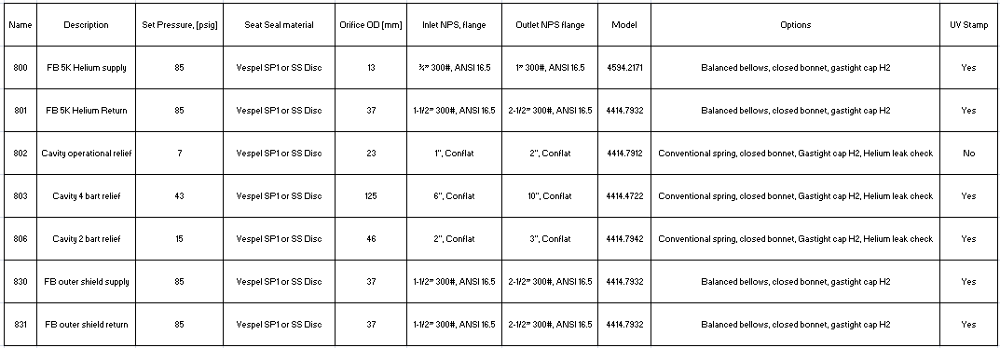 Name Description Set Pressure, [psig] Seat Seal material Orifice OD [mm] Inlet NPS, flange Outlet NPS flange Model Options UV Stamp
800 FB 5K Helium supply 85 Vespel SP1 or SS Disc 13 ¾” 300#, ANSI 16.5 1” 300#, ANSI 16.5 4594.2171 Balanced bellows, closed bonnet, gastight cap H2 Yes
801 FB 5K Helium Return 85 Vespel SP1 or SS Disc 37 1-1/2” 300#, ANSI 16.5 2-1/2” 300#, ANSI 16.5 4414.7932 Balanced bellows, closed bonnet, gastight cap H2 Yes
802 Cavity operational relief 7 Vespel SP1 or SS Disc 23 1", Conflat 2", Conflat 4414.7912 Conventional spring, closed bonnet, Gastight cap H2, Helium leak check No
803 Cavity 4 bart relief 43 Vespel SP1 or SS Disc 125 6", Conflat 10", Conflat 4414.4722 Conventional spring, closed bonnet, Gastight cap H2, Helium leak check Yes
806 Cavity 2 bart relief 15 Vespel SP1 or SS Disc 46 2", Conflat 3", Conflat 4414.7942 Conventional spring, closed bonnet, Gastight cap H2, Helium leak check Yes
830 FB outer shield supply 85 Vespel SP1 or SS Disc 37 1-1/2” 300#, ANSI 16.5 2-1/2” 300#, ANSI 16.5 4414.7932 Balanced bellows, closed bonnet, gastight cap H2 Yes
831 FB outer shield return 85 Vespel SP1 or SS Disc 37 1-1/2” 300#, ANSI 16.5 2-1/2” 300#, ANSI 16.5 4414.7932 Balanced bellows, closed bonnet, gastight cap H2 Yes